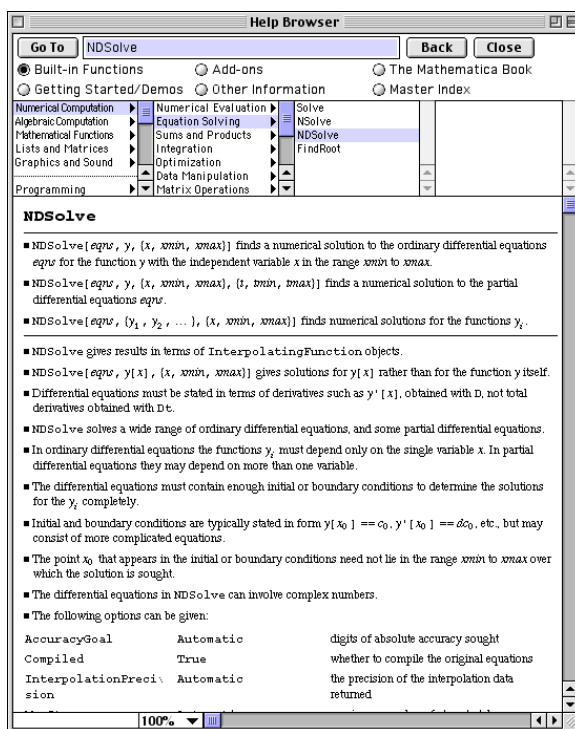 Help Browser
Go To NDSolve Back Close
Built-in Functions Add-ons The Mathematica Book
Getting Started/Demos Other Information Master Index
Numerical Computation Numerical Evaluation Solve
Algebraic Computation Equation Solving NSolve
Mathematical Functions Sums and Products NDSolve
Lists and Matrices Integration FindRoot
Graphics and Sound Optimization
Data Manipulation
Programming Matrix Operations
NDSolve
■ NDSolve[eqns, y, {x, xmin, xmax}] finds a numerical solution to the ordinary differential equations
eqns for the function y with the independent variable x in the range xmin to xmax.
■ NDSolve[eqns, y, {x, xmin, xmax}, {t, tmin, tmax}] finds a numerical solution to the partial
differential equations eqns.
■ NDSolve[eqns, {y₁, y₂, ... }, {x, xmin, xmax}] finds numerical solutions for the functions yᵢ.
■ NDSolve gives results in terms of InterpolatingFunction objects.
■ NDSolve[eqns, y[x], {x, xmin, xmax}] gives solutions for y[x] rather than for the function y itself.
■ Differential equations must be stated in terms of derivatives such as y'[x], obtained with D, not total
derivatives obtained with Dt.
■ NDSolve solves a wide range of ordinary differential equations, and some partial differential equations.
■ In ordinary differential equations the functions yᵢ must depend only on the single variable x. In partial
differential equations they may depend on more than one variable.
■ The differential equations must contain enough initial or boundary conditions to determine the solutions
for the yᵢ completely.
■ Initial and boundary conditions are typically stated in form y[x₀] == c₀, y'[x₀] == dc₀, etc., but may
consist of more complicated equations.
■ The point x₀ that appears in the initial or boundary conditions need not lie in the range xmin to xmax over
which the solution is sought.
■ The differential equations in NDSolve can involve complex numbers.
■ The following options can be given:
AccuracyGoal Automatic digits of absolute accuracy sought
Compiled True whether to compile the original equations
InterpolationPreci\ Automatic the precision of the interpolation data
sion returned
100%